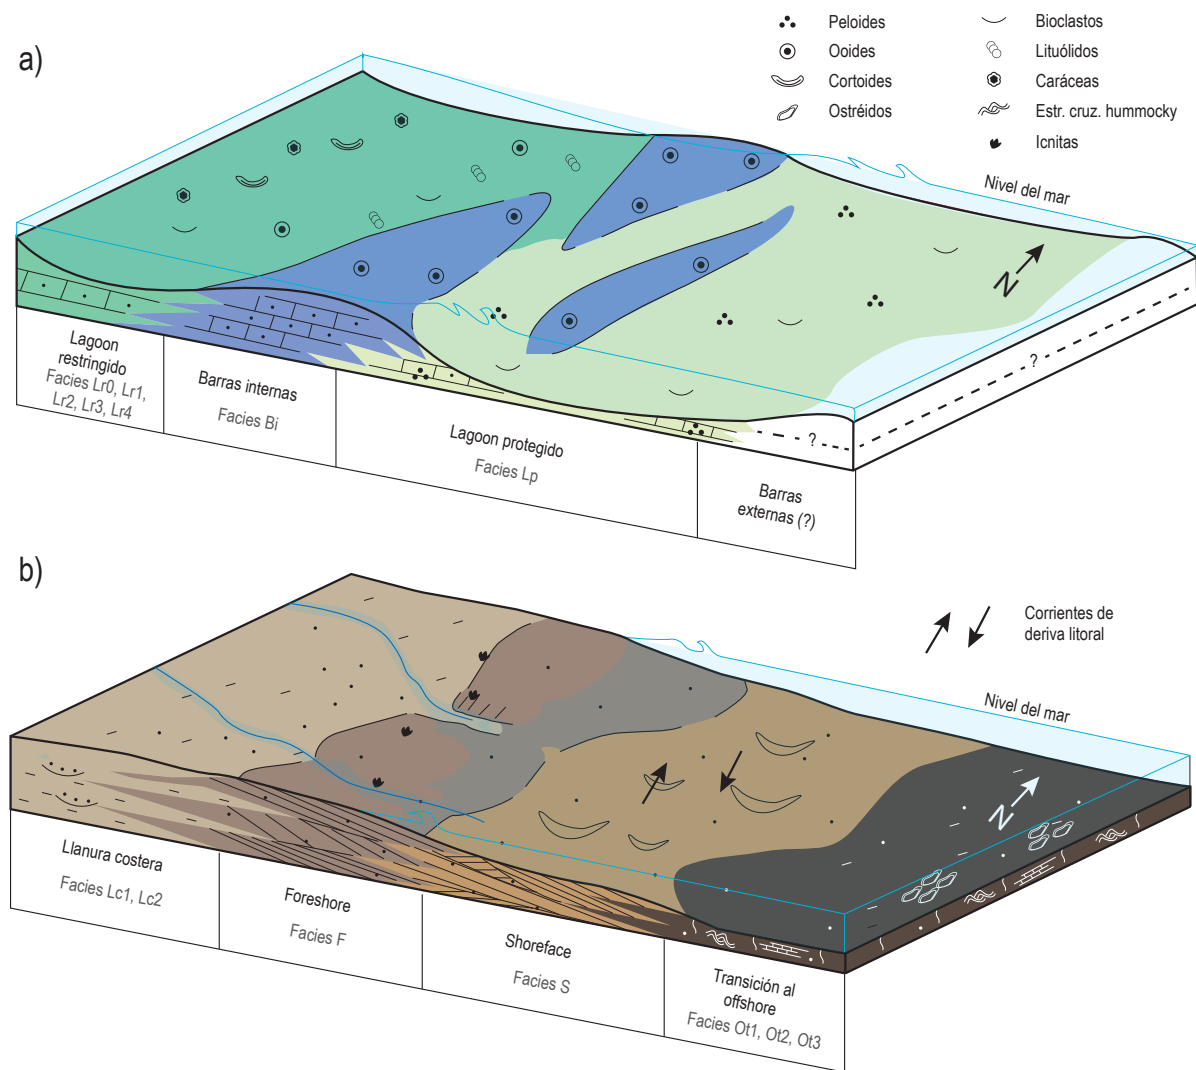 a)
Peloides
Ooides
Cortoides
Ostréidos
Bioclastos
Lituólidos
Caráceas
Estr. cruz. hummocky
Icnitas
Nivel del mar
N
?
?
Lagoon
restringido
Facies Lr0, Lr1,
Lr2, Lr3, Lr4
Barras internas
Facies Bi
Lagoon protegido
Facies Lp
Barras
externas (?)
b)
Corrientes de
deriva litoral
Nivel del mar
N
Llanura costera
Facies Lc1, Lc2
Foreshore
Facies F
Shoreface
Facies S
Transición al
offshore
Facies Ot1, Ot2, Ot3